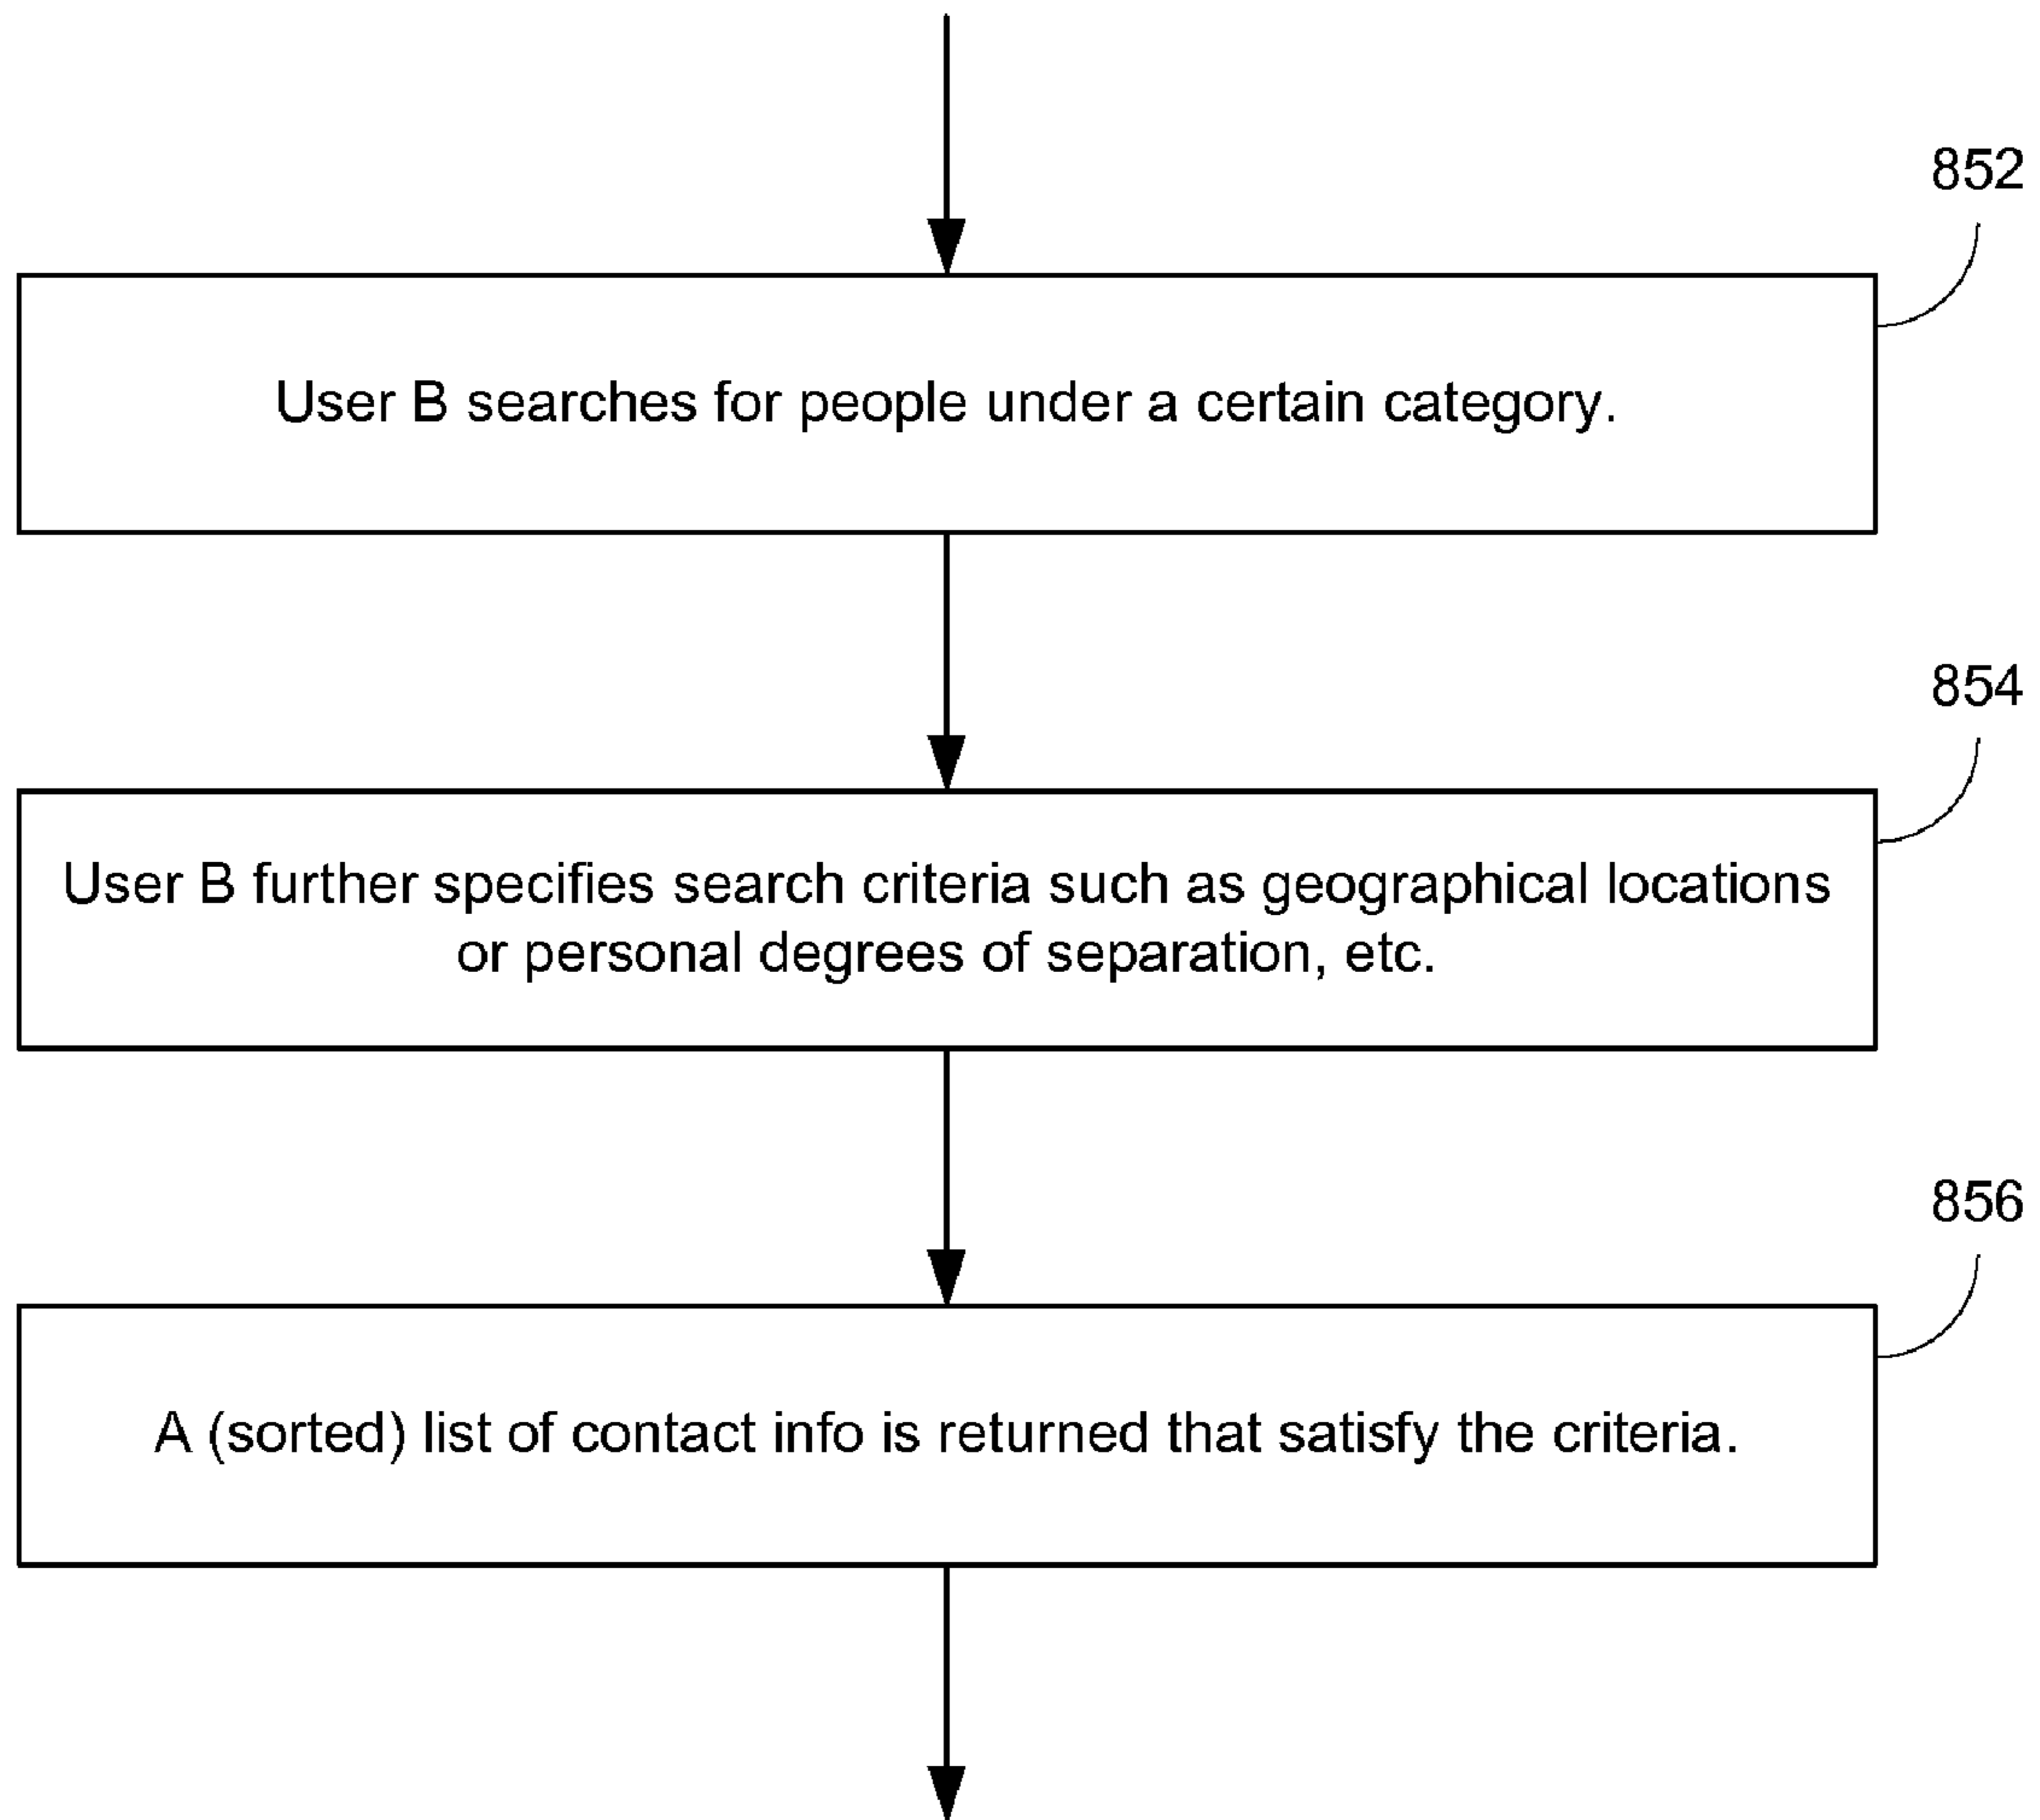 852
User B searches for people under a certain category.
854
User B further specifies search criteria such as geographical locations
or personal degrees of separation, etc.
856
A (sorted) list of contact info is returned that satisfy the criteria.